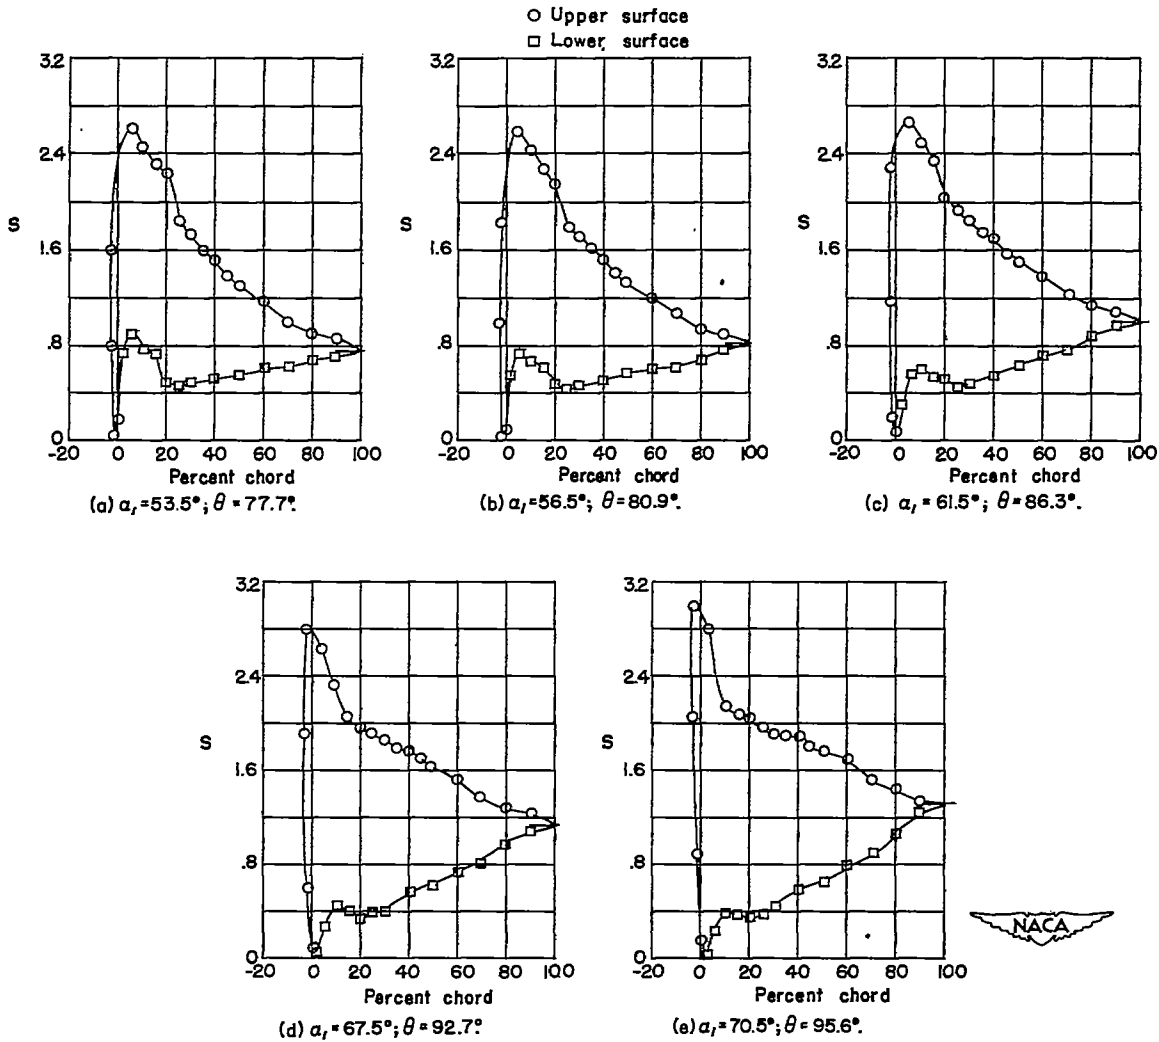 Upper surface
Lower surface
3.2
2.4
S
1.6
.8
0
-20 0 20 40 60 80 100
Percent chord
(a) α₁=53.5°; θ=77.7°.
3.2
2.4
1.6
.8
0
-20 0 20 40 60 80 100
Percent chord
(b) α₁=56.5°; θ=80.9°.
3.2
2.4
S
1.6
.8
0
-20 0 20 40 60 80 100
Percent chord
(c) α₁=61.5°; θ=86.3°.
3.2
2.4
S
1.6
.8
0
-20 0 20 40 60 80 100
Percent chord
(d) α₁=67.5°; θ=92.7°
3.2
2.4
S
1.6
.8
0
-20 0 20 40 60 80 100
Percent chord
(e) α₁=70.5°; θ=95.6°.
NACA